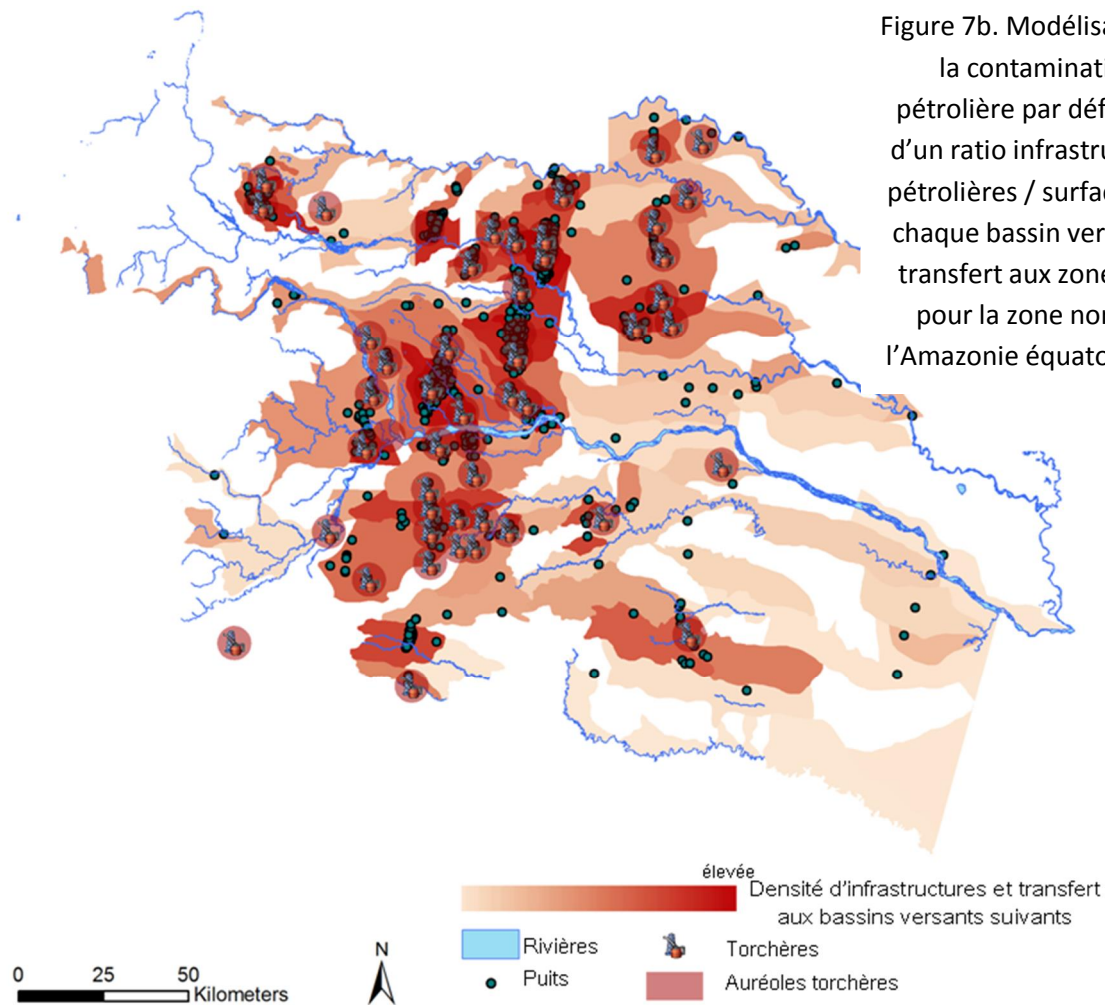 Figure 7b. Modélisa
la contaminati
pétrolière par déf
d’un ratio infrastru
pétrolières / surfac
chaque bassin ver
transfert aux zone
pour la zone nor
l’Amazonie équato
élevée
Densité d'infrastructures et transfert
aux bassins versants suivants
Rivières
Torchères
Puits
Auréoles torchères
N
0 25 50
Kilometers